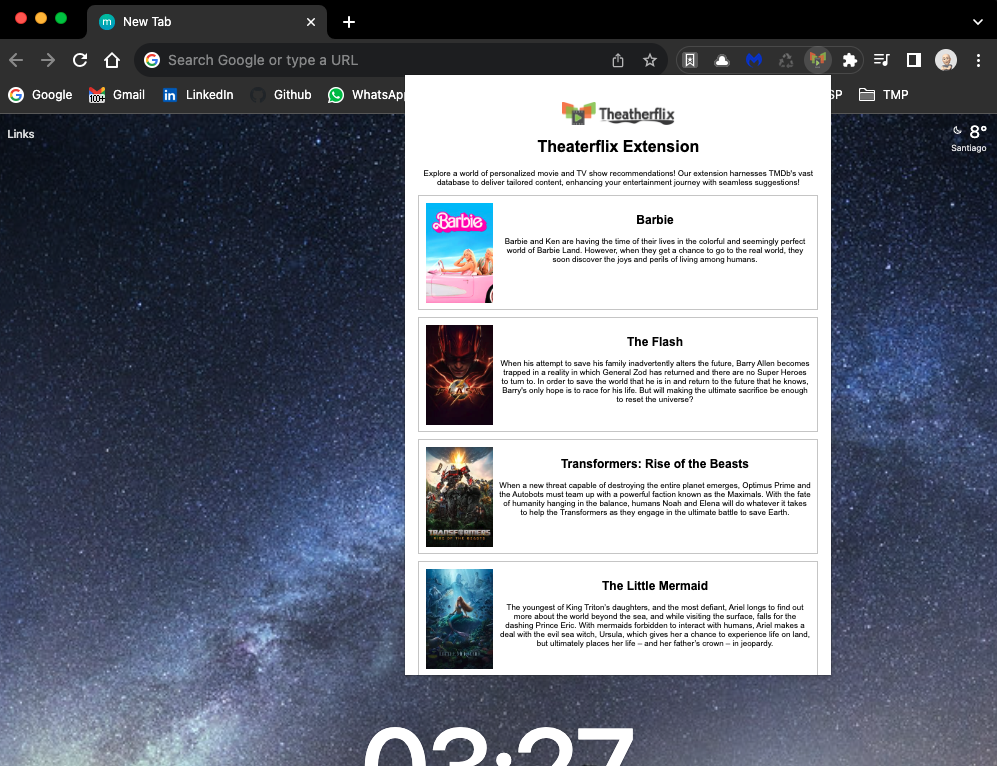 New Tab
Search Google or type a URL
Google
100+
Gmail
LinkedIn
Github
WhatsApp
SP
TMP
Links
8°
Santiago
Theatherflix
Theaterflix Extension
Explore a world of personalized movie and TV show recommendations! Our extension harnesses TMDb's vast
database to deliver tailored content, enhancing your entertainment journey with seamless suggestions!
Barbie
Barbie
Barbie and Ken are having the time of their lives in the colorful and seemingly perfect
world of Barbie Land. However, when they get a chance to go to the real world, they
soon discover the joys and perils of living among humans.
The Flash
When his attempt to save his family inadvertently alters the future, Barry Allen becomes
trapped in a reality in which General Zod has returned and there are no Super Heroes
to turn to. In order to save the world that he is in and return to the future that he knows,
Barry's only hope is to race for his life. But will making the ultimate sacrifice be enough
to reset the universe?
Transformers: Rise of the Beasts
When a new threat capable of destroying the entire planet emerges, Optimus Prime and
the Autobots must team up with a powerful faction known as the Maximals. With the fate
of humanity hanging in the balance, humans Noah and Elena will do whatever it takes
to help the Transformers as they engage in the ultimate battle to save Earth.
TRANSFORMERS
RISE OF THE BEASTS
The Little Mermaid
The youngest of King Triton's daughters, and the most defiant, Ariel longs to find out
more about the world beyond the sea, and while visiting the surface, falls for the
dashing Prince Eric. With mermaids forbidden to interact with humans, Ariel makes a
deal with the evil sea witch, Ursula, which gives her a chance to experience life on land,
but ultimately places her life – and her father's crown – in jeopardy.
03:27